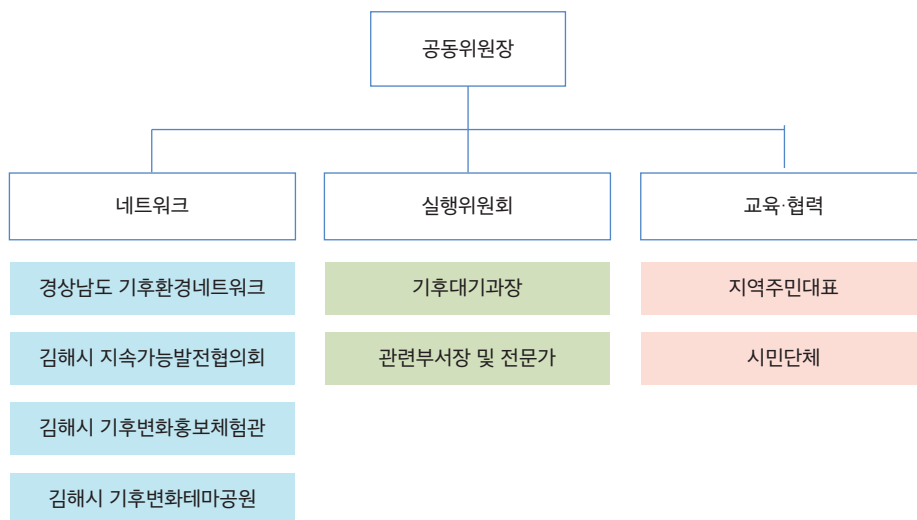 공동위원장
네트워크
실행위원회
교육·협력
경상남도 기후환경네트워크
기후대기과장
지역주민대표
김해시 지속가능발전협의회
관련부서장 및 전문가
시민단체
김해시 기후변화홍보체험관
김해시 기후변화테마공원